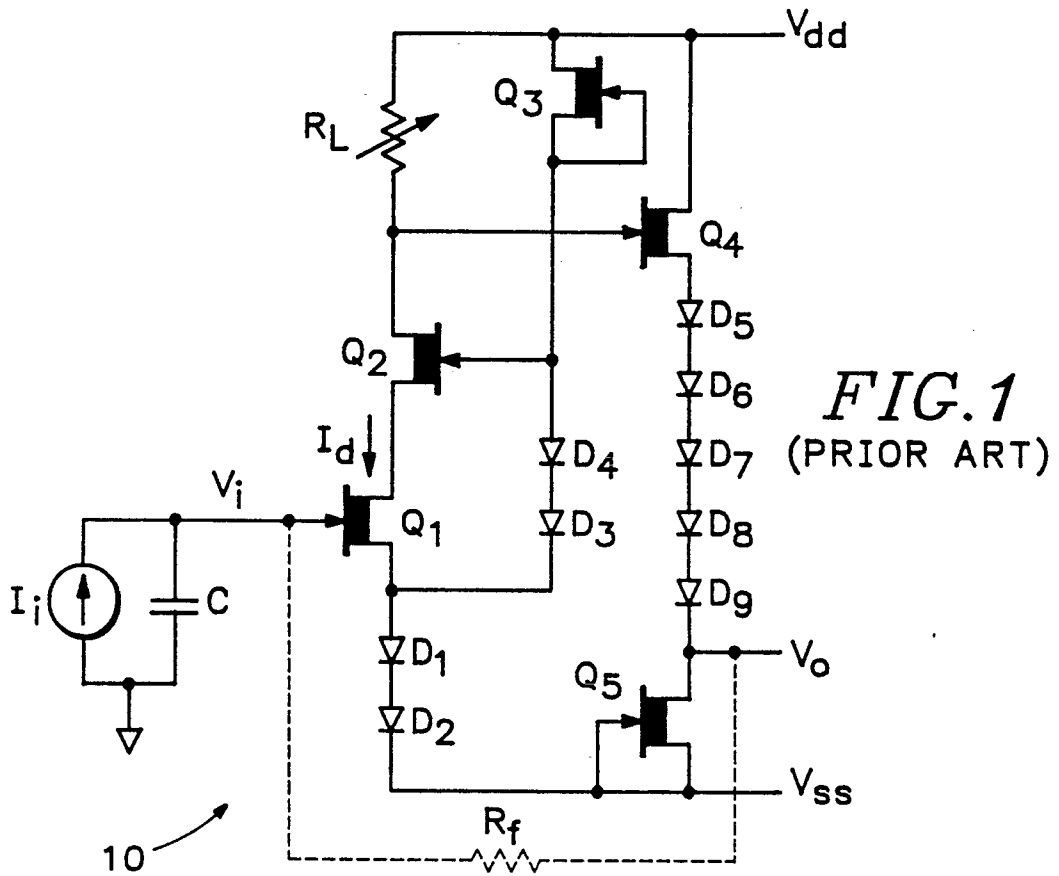 Vdd
Q3
RL
Q4
Q2
D5
D6
FIG.1
Id
D4
D7
(PRIOR ART)
Vi
Q1
D3
D8
Ii
C
D9
D1
Vo
Q5
D2
Vss
Rf
10